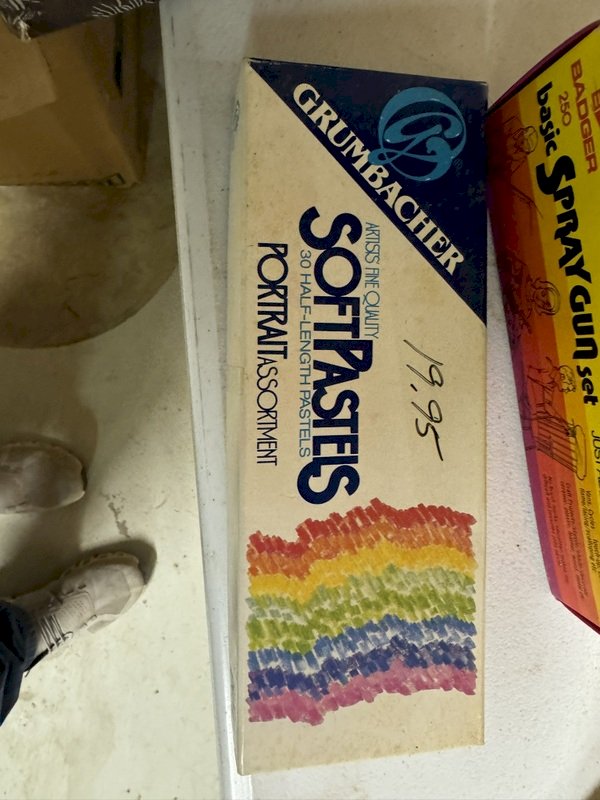 GRUMBACHER
ARTISTS' FINE QUALITY
SOFT PASTELS
30 HALF-LENGTH PASTELS
PORTRAIT ASSORTMENT
19.95
BADGER
250
basic
SPRAY GUN set